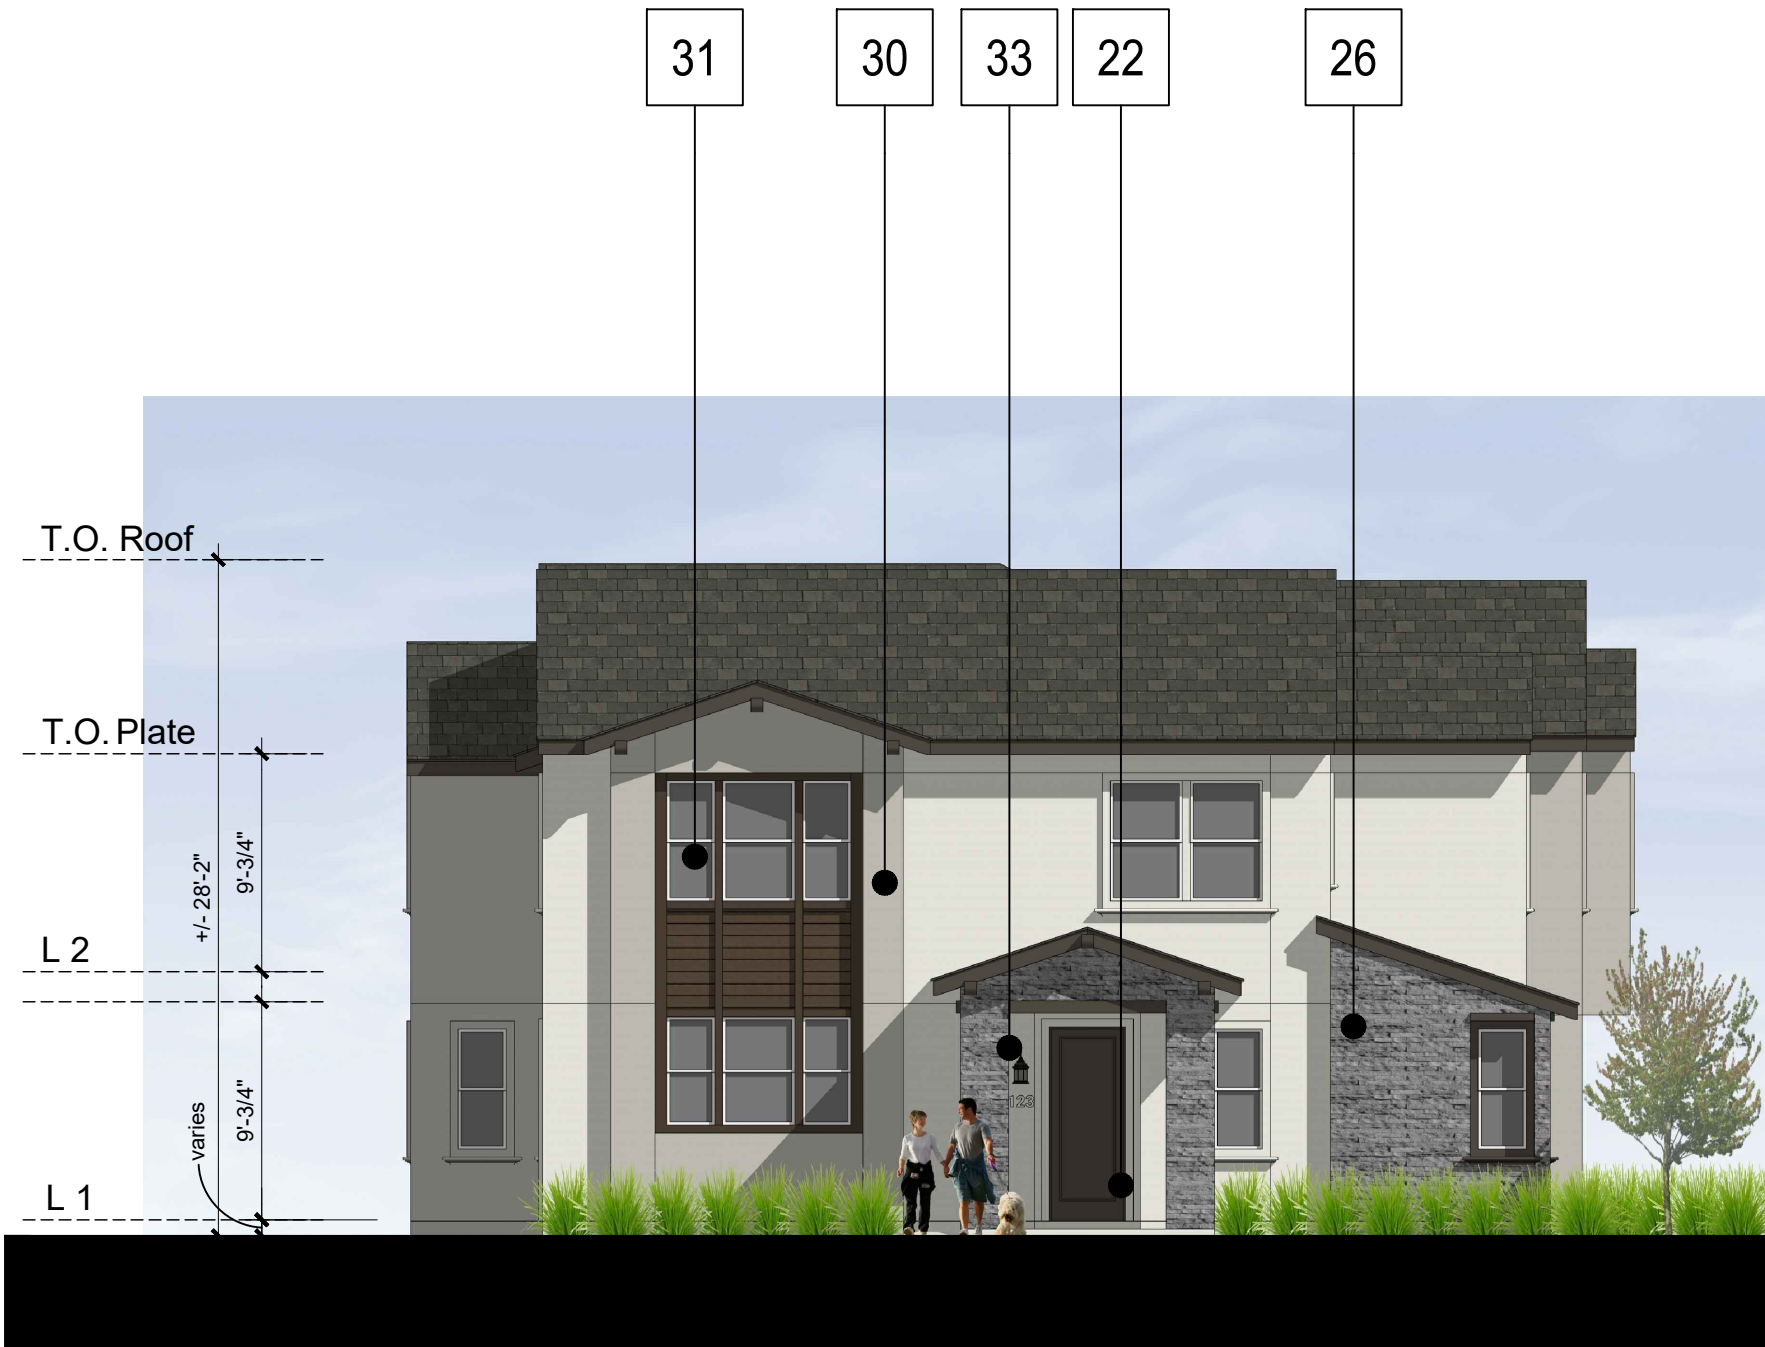 31 30 33 22 26
T.O. Roof
T.O. Plate
+/- 28'-2"
9'-3/4"
L 2
9'-3/4"
varies
L 1
123